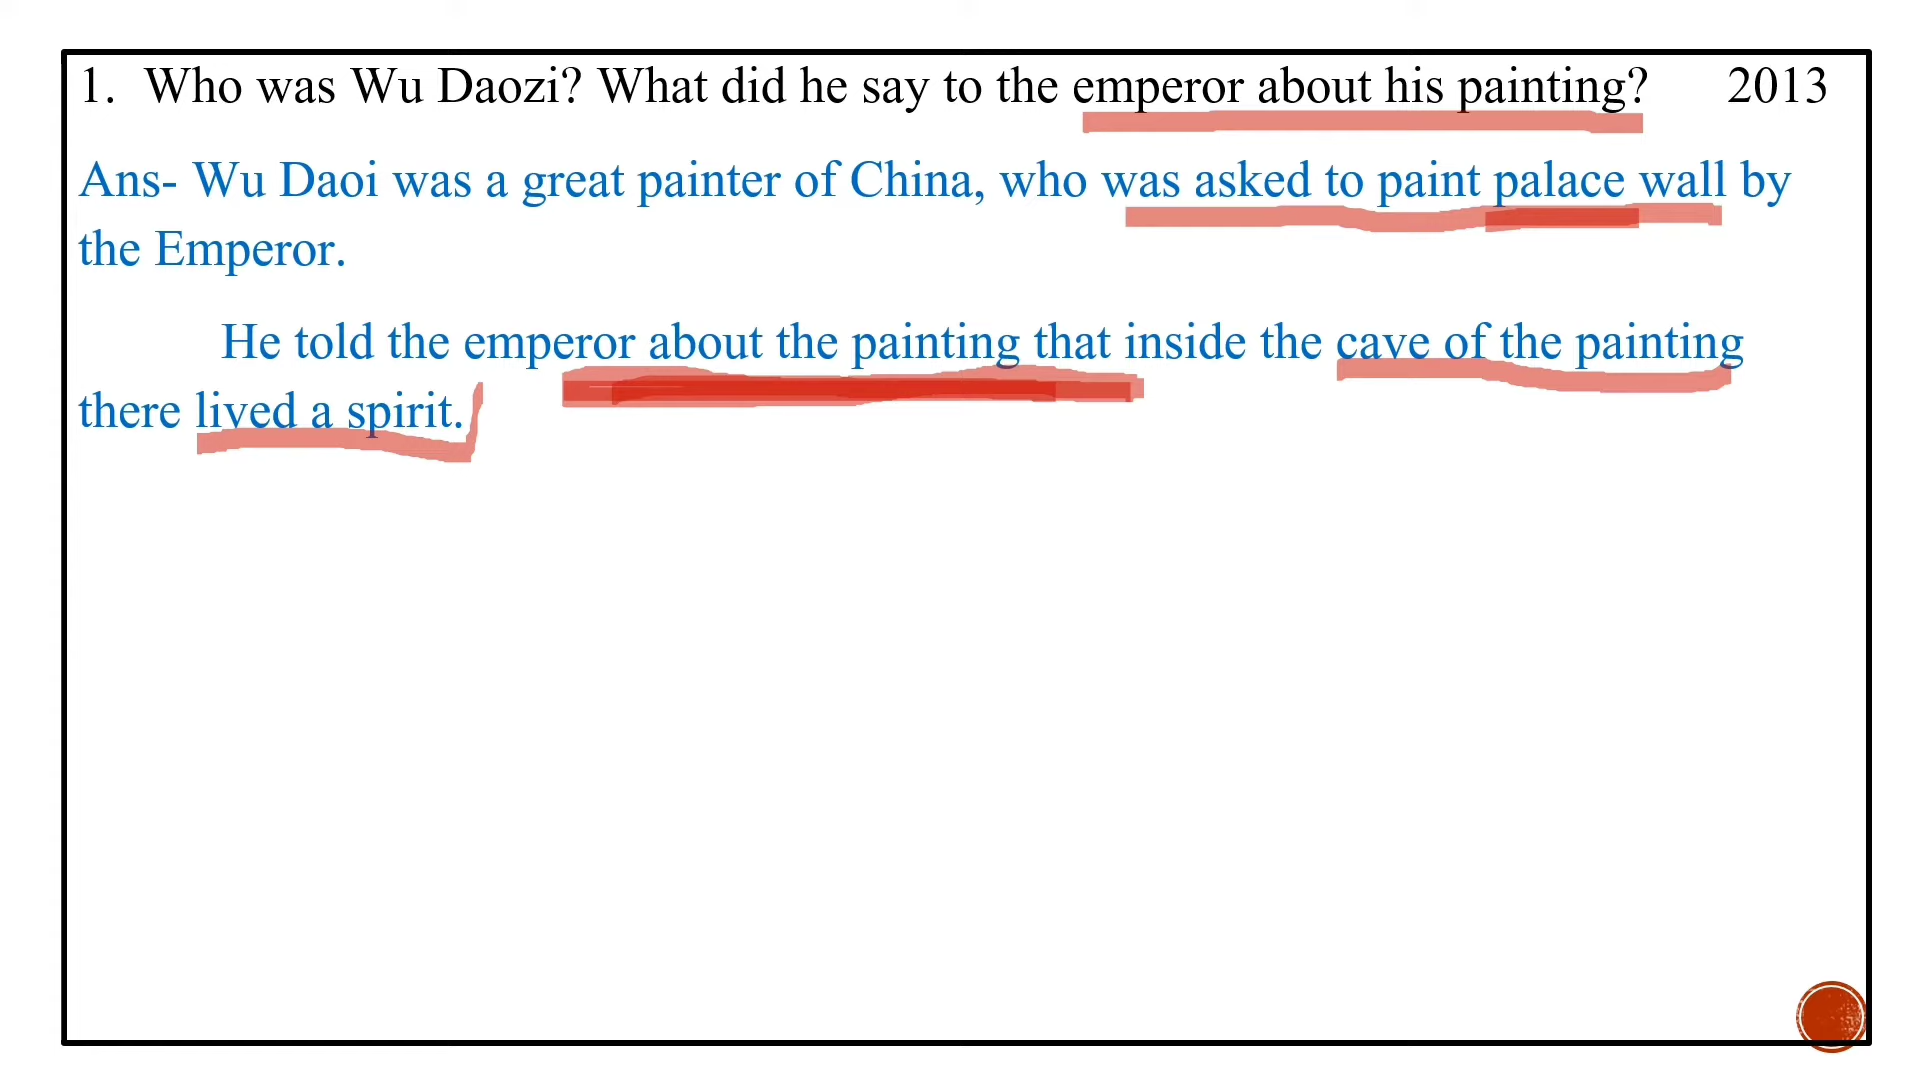 1. Who was Wu Daozi? What did he say to the emperor about his painting? 2013
Ans- Wu Daoi was a great painter of China, who was asked to paint palace wall by
the Emperor.
He told the emperor about the painting that inside the cave of the painting
there lived a spirit.